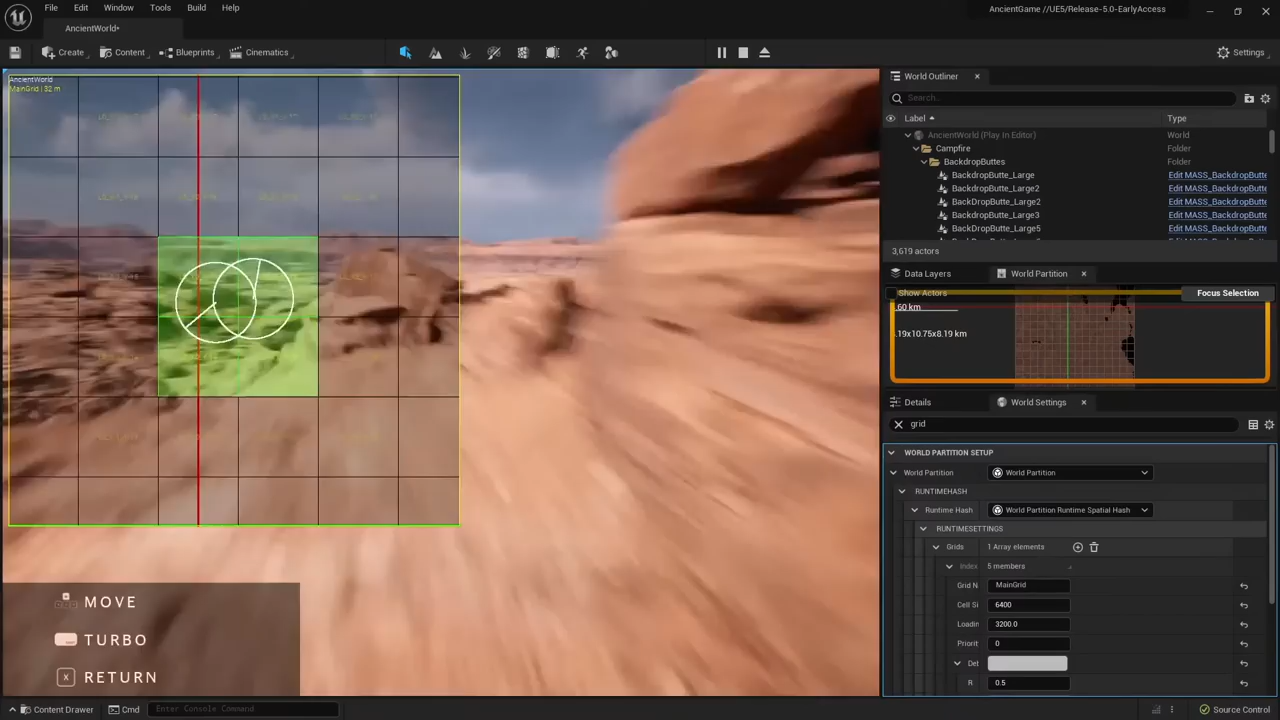 File Edit Window Tools Build Help
AncientGame //UE5/Release-5.0-EarlyAccess
AncientWorld*
Create
Content
Blueprints
Cinematics
Settings
AncientWorld
MainGrid | 32 m
MOVE
TURBO
X RETURN
World Outliner
Search...
Label Type
AncientWorld (Play In Editor) World
Campfire Folder
BackdropButtes Folder
BackdropButte_Large Edit MASS_BackdropButte
BackdropButte_Large2 Edit MASS_BackdropButte
BackDropButte_Large2 Edit MASS_BackdropButte
BackdropButte_Large3 Edit MASS_BackdropButte
BackdropButte_Large5 Edit MASS_BackdropButte
3,619 actors
Data Layers World Partition
Show Actors Focus Selection
.60 km
.19x10.75x8.19 km
Details World Settings
grid
WORLD PARTITION SETUP
World Partition World Partition
RUNTIMEHASH
Runtime Hash World Partition Runtime Spatial Hash
RUNTIMESETTINGS
Grids 1 Array elements
Index 5 members
Grid N MainGrid
Cell Si 6400
Loadin 3200.0
Priorit 0
Det
R 0.5
Content Drawer Cmd Enter Console Command
Source Control